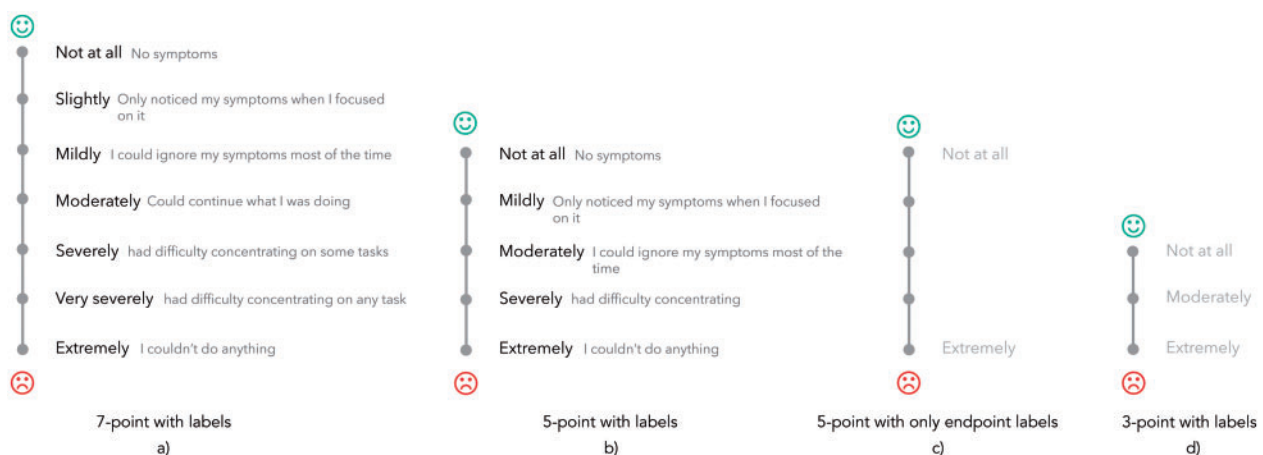 Not at all No symptoms
Slightly Only noticed my symptoms when I focused
on it
Mildly I could ignore my symptoms most of the time
Moderately Could continue what I was doing
Severely had difficulty concentrating on some tasks
Very severely had difficulty concentrating on any task
Extremely I couldn't do anything
7-point with labels
a)
Not at all No symptoms
Mildly Only noticed my symptoms when I focused
on it
Moderately I could ignore my symptoms most of the
time
Severely had difficulty concentrating
Extremely I couldn't do anything
5-point with labels
b)
Not at all
Extremely
5-point with only endpoint labels
c)
Not at all
Moderately
Extremely
3-point with labels
d)